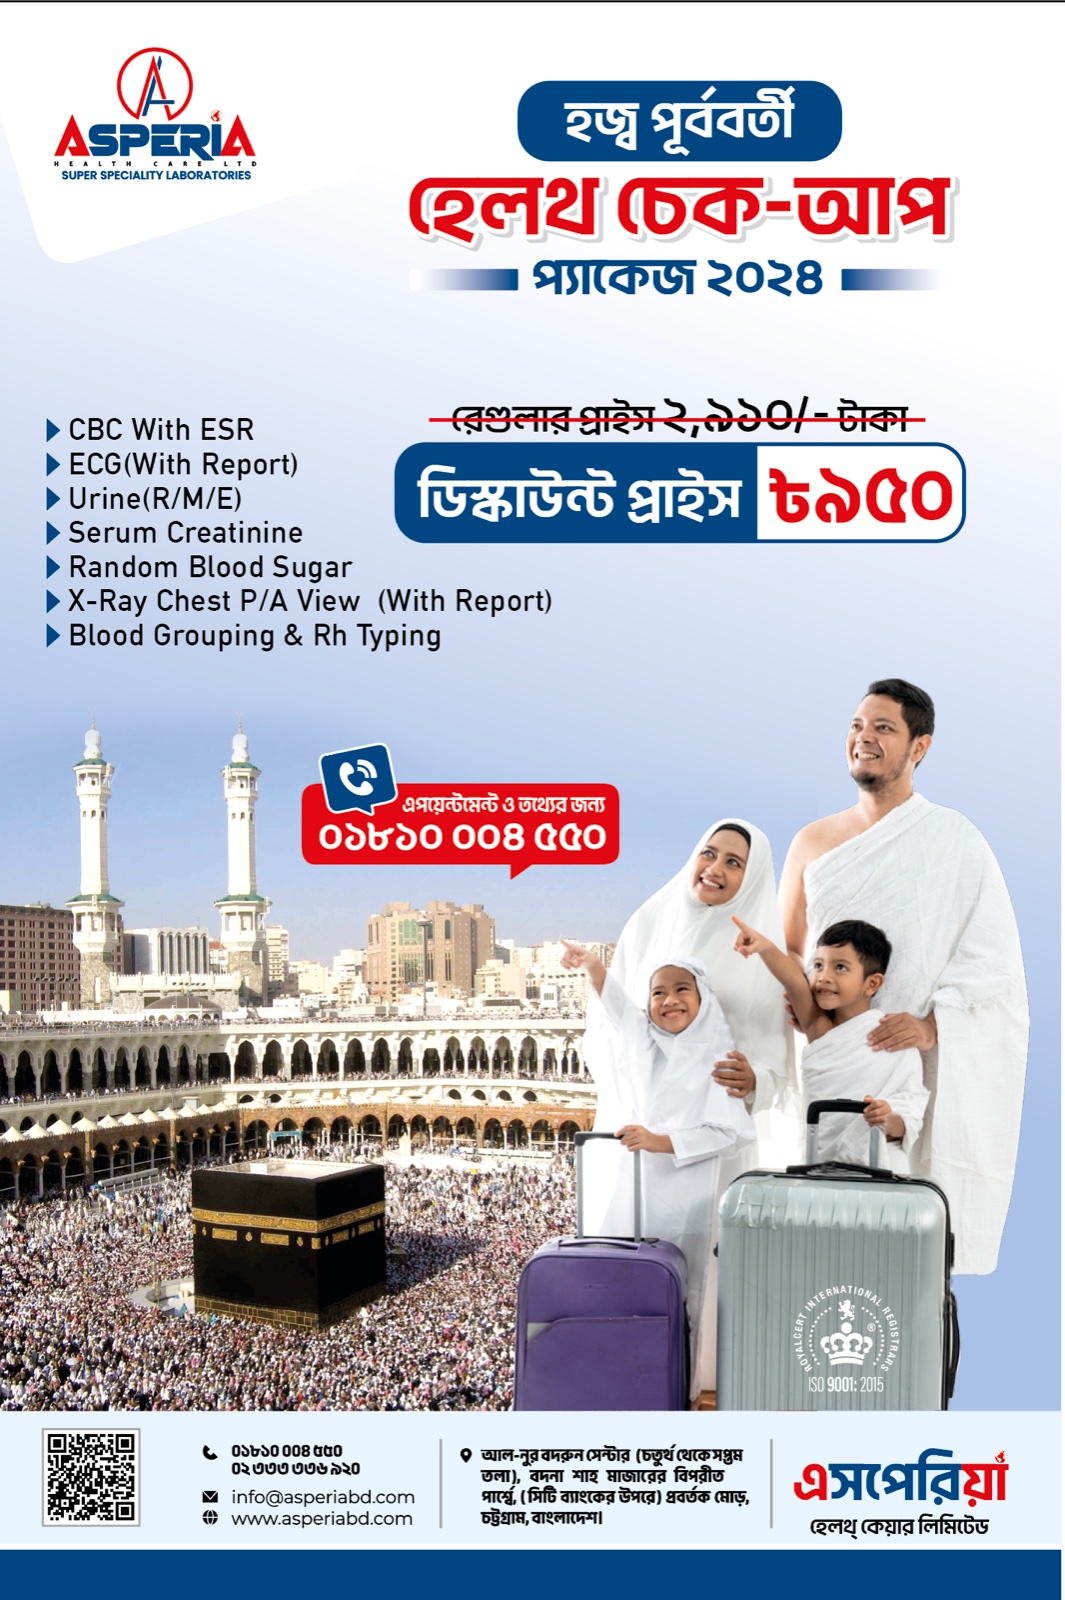 ASPERIA
HEALTH CARE LTD
SUPER SPECIALITY LABORATORIES
হজ্ব পূর্ববর্তী
হেলথ চেক-আপ
প্যাকেজ ২০২৪
রেগুলার প্রাইস ২,৯১০/- টাকা
ডিস্কাউন্ট প্রাইস ৳৯৫০
CBC With ESR
ECG(With Report)
Urine(R/M/E)
Serum Creatinine
Random Blood Sugar
X-Ray Chest P/A View (With Report)
Blood Grouping & Rh Typing
এপয়েন্টমেন্ট ও তথ্যের জন্য
০১৮১০ ০০৪ ৫৫০
ROYALCERT INTERNATIONAL REGISTRARS
®
ISO 9001: 2015
০১৮১০ ০০৪ ৫৫০
০২ ৩৩৩ ৩৩৬ ৯২০
info@asperiabd.com
www.asperiabd.com
আল-নুর বদরুন সেন্টার (চতুর্থ থেকে সপ্তম
তলা), বদনা শাহ মাজারের বিপরীত
পার্শ্বে, (সিটি ব্যাংকের উপরে) প্রবর্তক মোড়,
চট্টগ্রাম, বাংলাদেশ।
এসপেরিয়া
হেলথ্ কেয়ার লিমিটেড